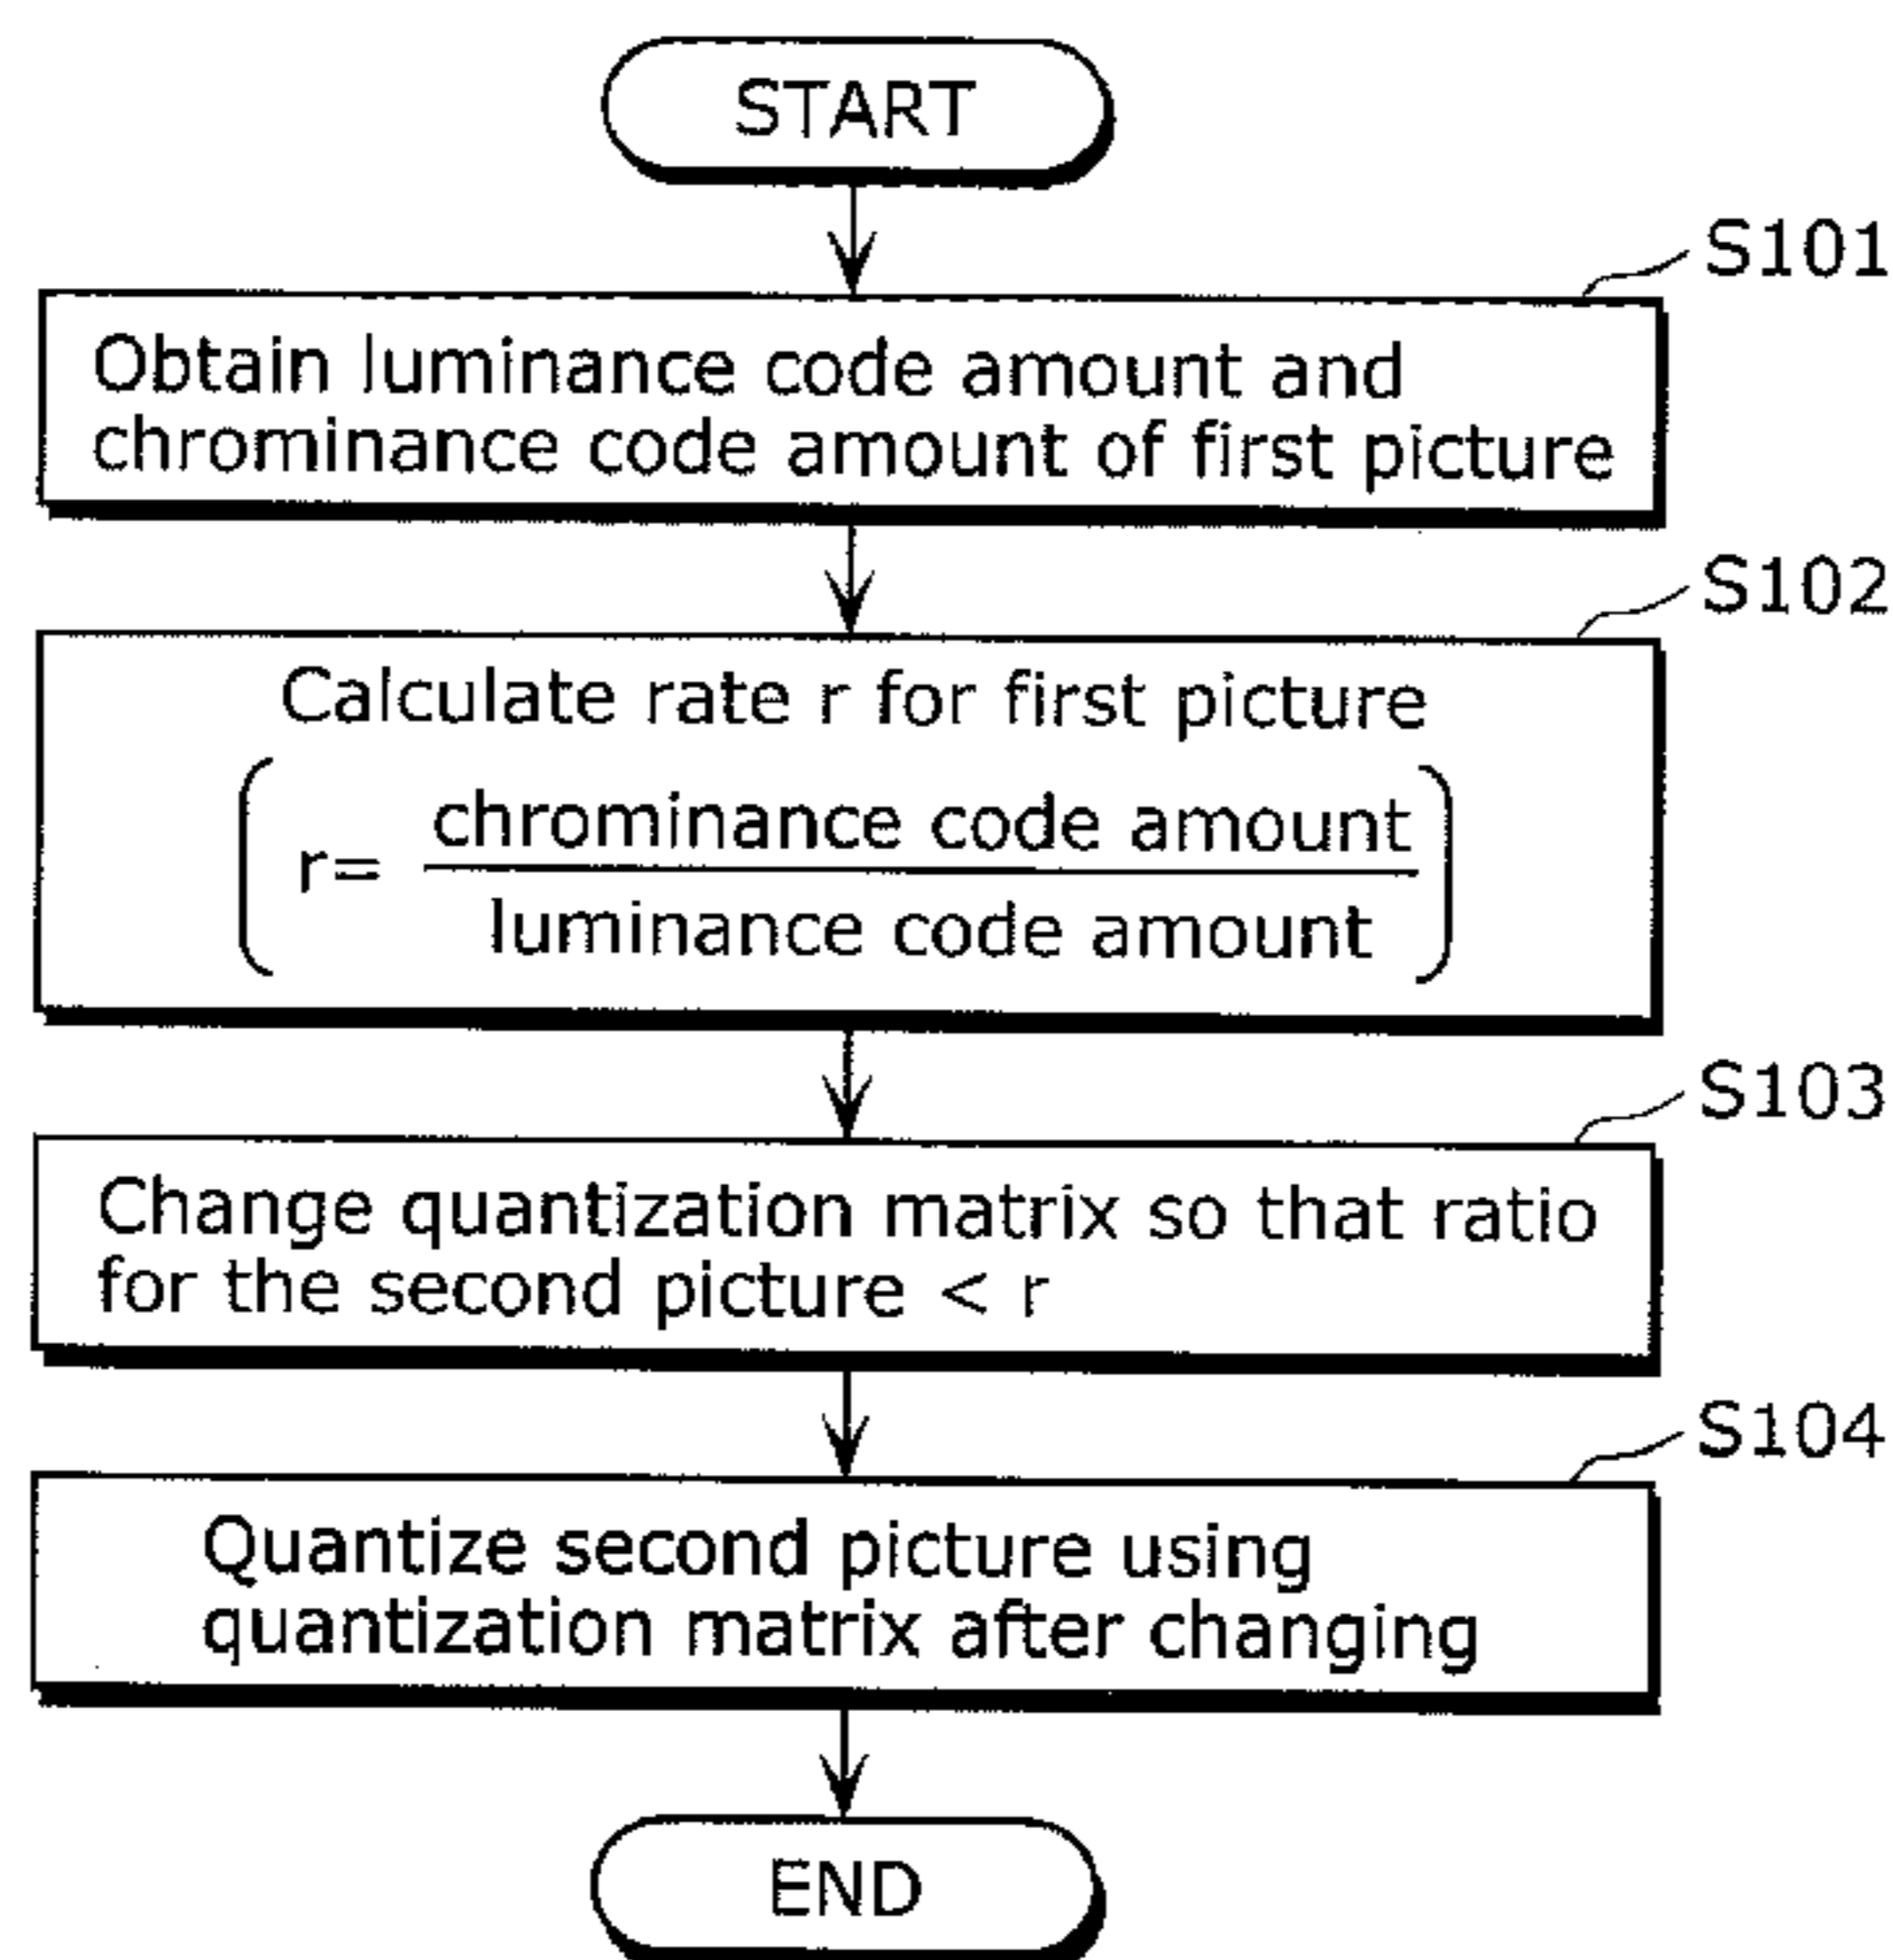 START
S101
Obtain luminance code amount and
chrominance code amount of first picture
S102
Calculate rate r for first picture
r= chrominance code amount
luminance code amount
S103
Change quantization matrix so that ratio
for the second picture < r
S104
Quantize second picture using
quantization matrix after changing
END